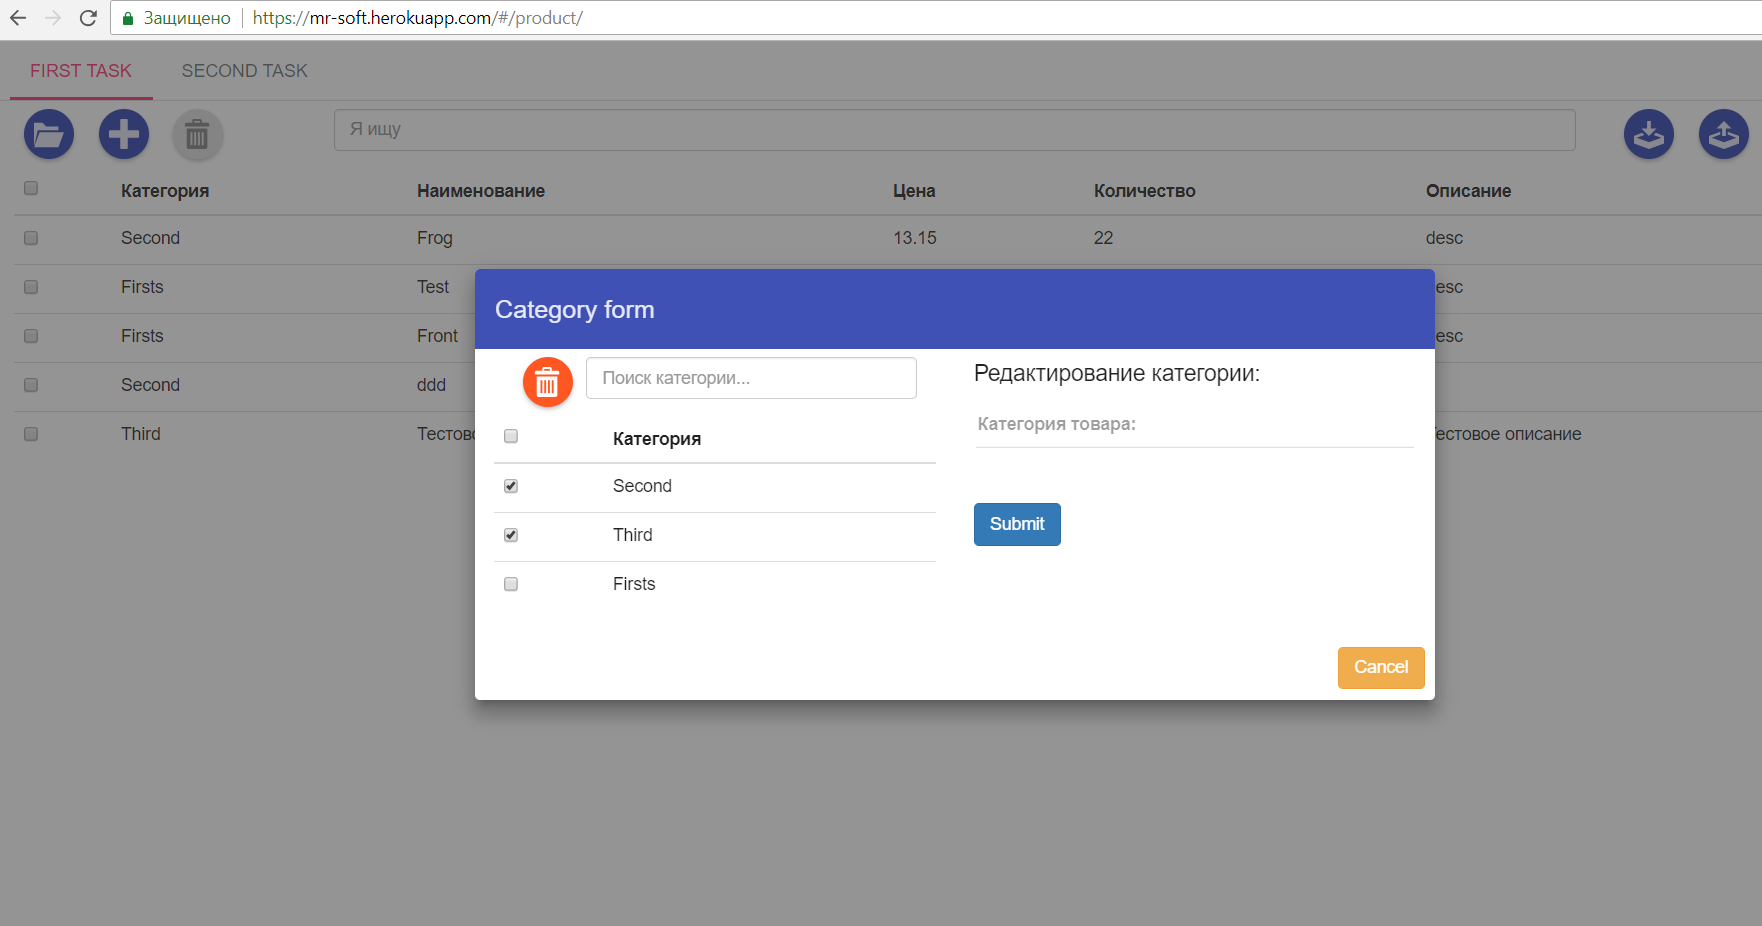 Защищено https://mr-soft.herokuapp.com/#/product/
FIRST TASK SECOND TASK
Я ищу
Категория Наименование Цена Количество Описание
Second Frog 13.15 22 desc
Firsts Test esc
Firsts Front esc
Second ddd
Third Тестово естовое описание
Category form
Поиск категории...
Категория
Second
Third
Firsts
Редактирование категории:
Категория товара:
Submit
Cancel